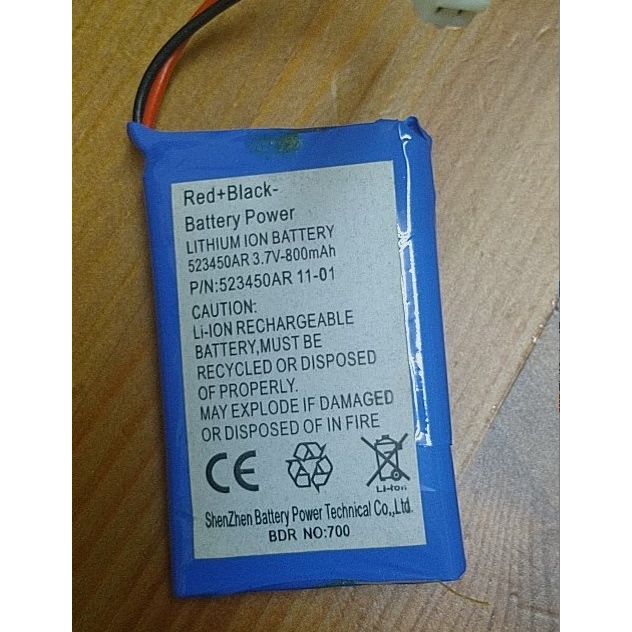 Red+Black-
Battery Power
LITHIUM ION BATTERY
523450AR 3.7V-800mAh
P/N:523450AR 11-01
CAUTION:
Li-ION RECHARGEABLE
BATTERY,MUST BE
RECYCLED OR DISPOSED
OF PROPERLY.
MAY EXPLODE IF DAMAGED
OR DISPOSED OF IN FIRE
CE
Li-ion
ShenZhen Battery Power Technical Co.,Ltd.
BDR NO:700